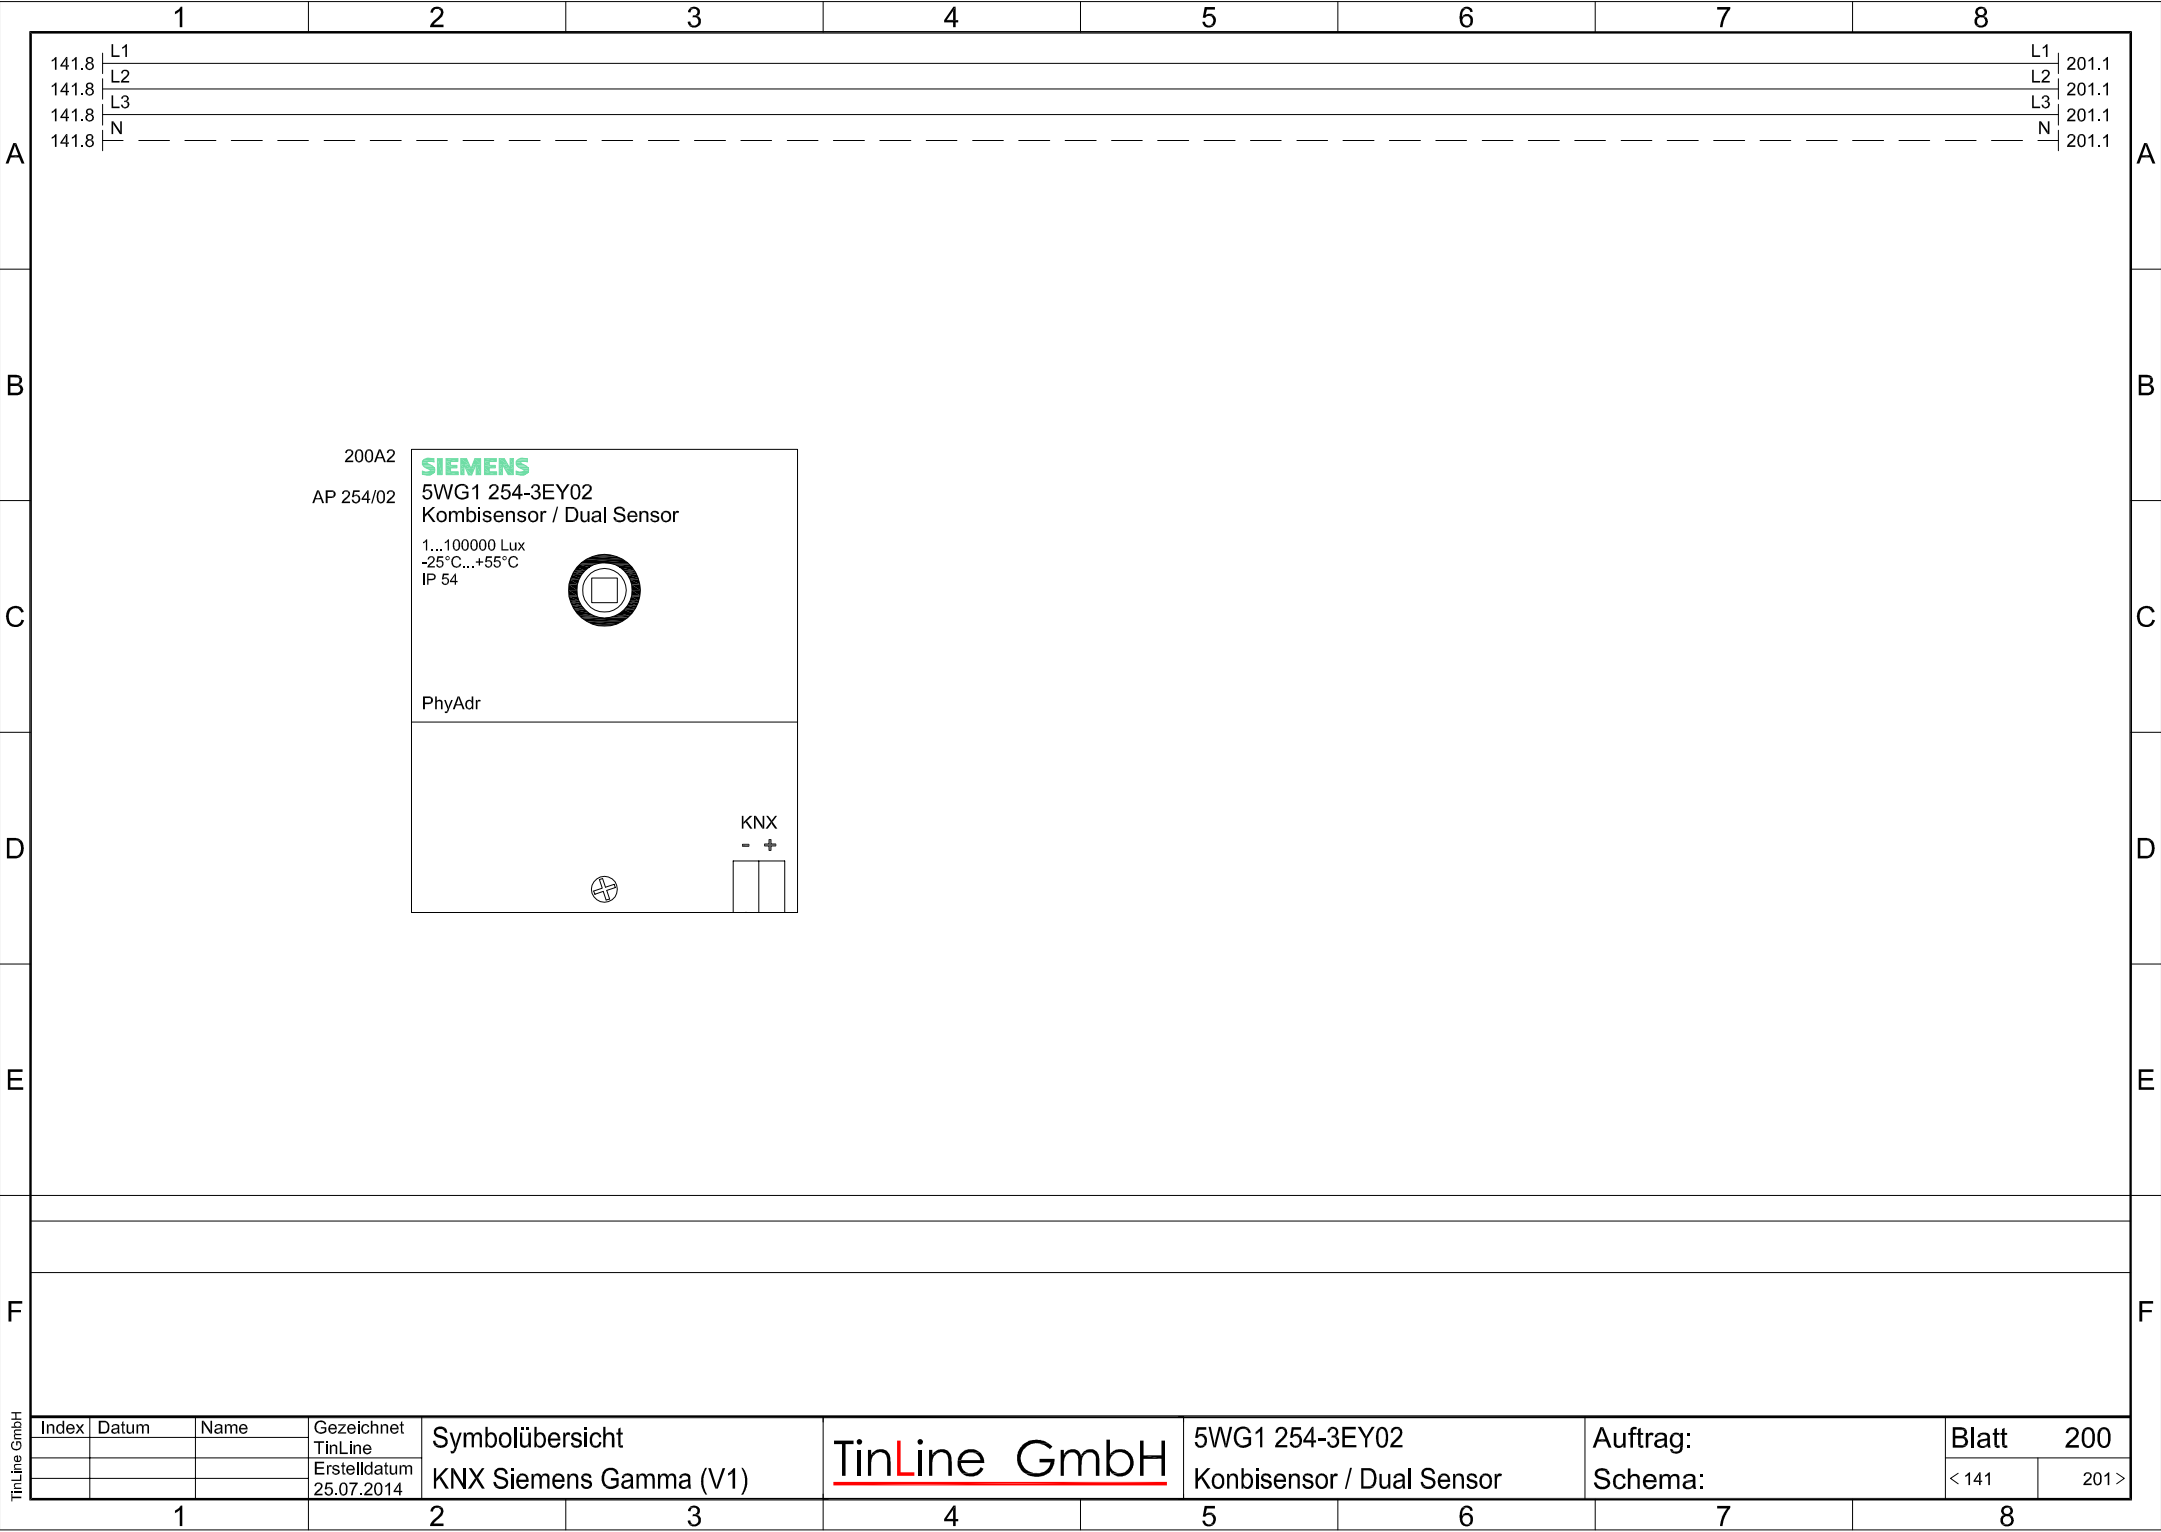 1 2 3 4 5 6 7 8
141.8 L1 L1 201.1
141.8 L2 L2 201.1
141.8 L3 L3 201.1
141.8 N N 201.1
A A
B B
200A2
AP 254/02
SIEMENS
5WG1 254-3EY02
Kombisensor / Dual Sensor
1...100000 Lux
-25°C...+55°C
IP 54
C C
PhyAdr
KNX
- +
D D
E E
F F
TinLine GmbH
Index Datum Name
Gezeichnet
TinLine
Erstelldatum
25.07.2014
Symbolübersicht
KNX Siemens Gamma (V1)
TinLine GmbH
5WG1 254-3EY02
Konbisensor / Dual Sensor
Auftrag:
Schema:
Blatt 200
< 141 201 >
1 2 3 4 5 6 7 8